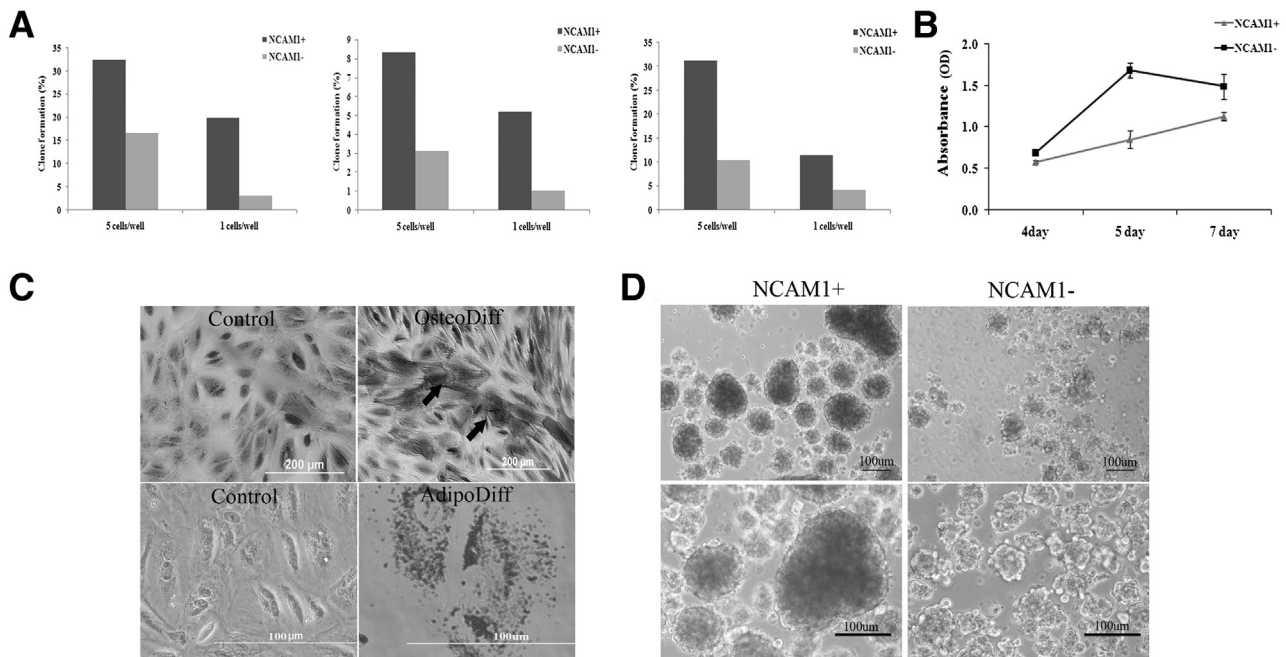 A
NCAM1+
NCAM1-
Clone formation (%)
35
30
25
20
15
10
5
0
5 cells/well
1 cells/well
NCAM1+
NCAM1-
Clone formation (%)
9
8
7
6
5
4
3
2
1
0
5 cells/well
1 cells/well
NCAM1+
NCAM1-
Clone formation (%)
35
30
25
20
15
10
5
0
5 cells/well
1 cells/well
B
NCAM1+
NCAM1-
Absorbance (OD)
2.0
1.5
1.0
0.5
0.0
4day
5 day
7 day
C
Control
200 µm
OsteoDiff
200 µm
Control
100µm
AdipoDiff
100um
D
NCAM1+
NCAM1-
100um
100um
100um
100um